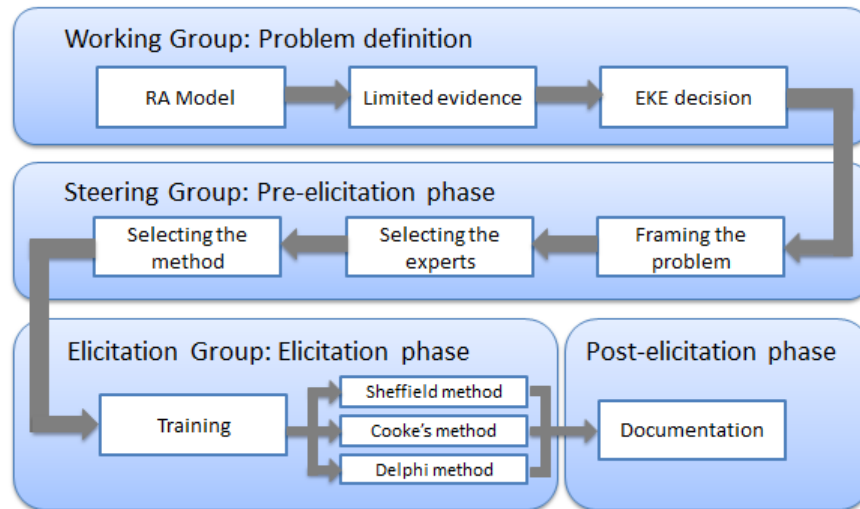 Working Group: Problem definition
RA Model
Limited evidence
EKE decision
Steering Group: Pre-elicitation phase
Selecting the
method
Selecting the
experts
Framing the
problem
Elicitation Group: Elicitation phase
Training
Sheffield method
Cooke's method
Delphi method
Post-elicitation phase
Documentation